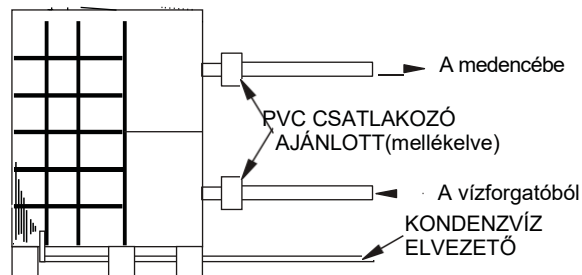 A medencébe
PVC CSATLAKOZÓ
AJÁNLOTT(mellékelve)
A vízforgatóból
KONDENZVÍZ
ELVEZETŐ